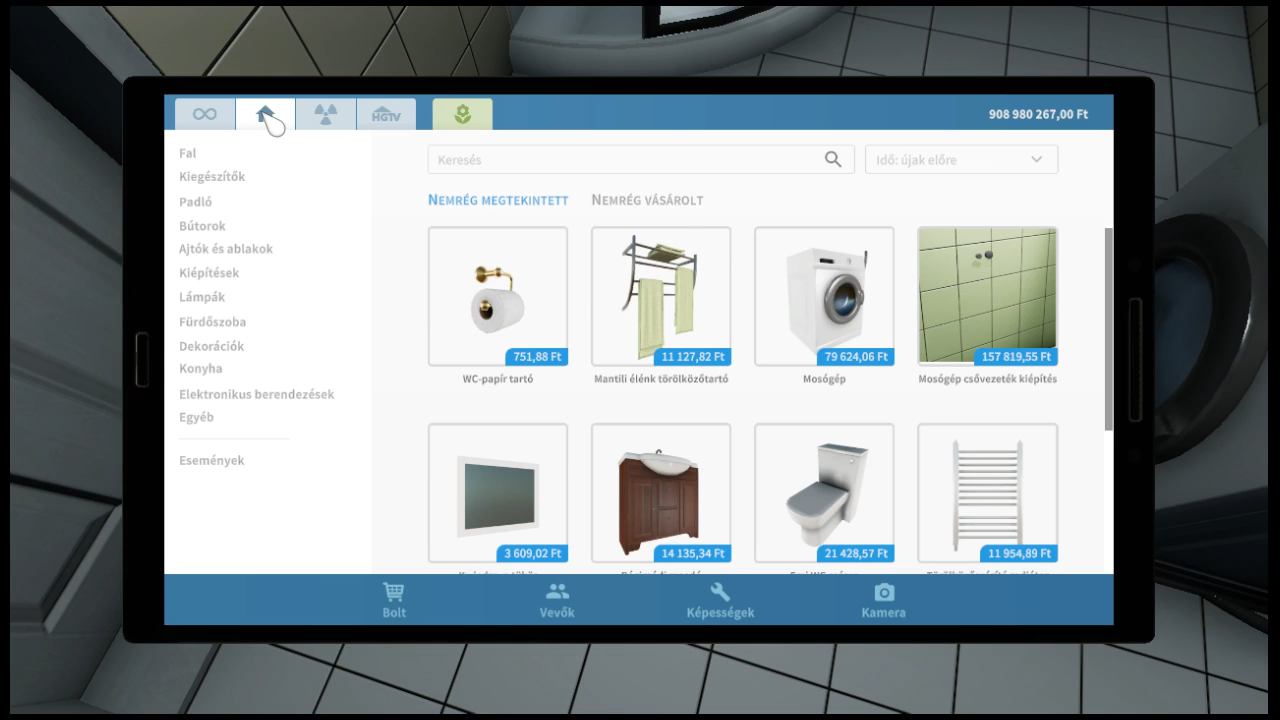 HGTV
908 980 267,00 Ft
Fal
Kiegészítők
Padló
Bútorok
Ajtók és ablakok
Kiépítések
Lámpák
Fürdőszoba
Dekorációk
Konyha
Elektronikus berendezések
Egyéb
Események
Keresés
Idő: újak előre
NEMRÉG MEGTEKINTETT
NEMRÉG VÁSÁROLT
751,88 Ft
11 127,82 Ft
79 624,06 Ft
157 819,55 Ft
WC-papír tartó
Mantili élénk törölközőtartó
Mosógép
Mosógép csővezeték kiépítés
3 609,02 Ft
14 135,34 Ft
21 428,57 Ft
11 954,89 Ft
Bolt
Vevők
Képességek
Kamera